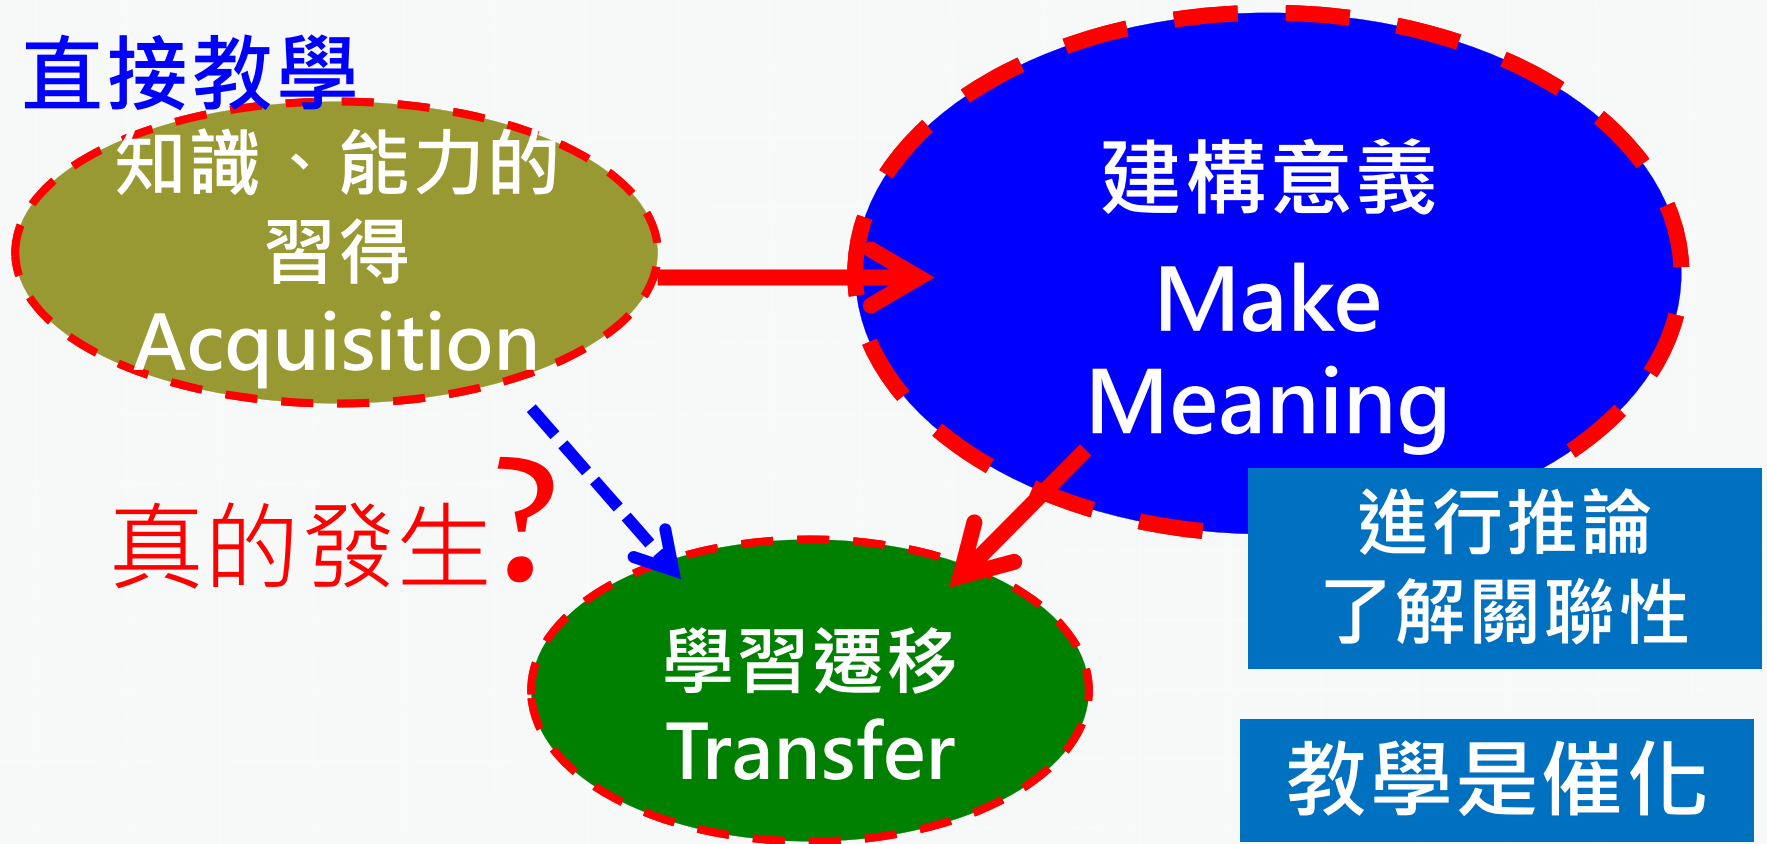 直接教學
知識、能力的
習得
Acquisition
建構意義
Make
Meaning
真的發生?
學習遷移
Transfer
進行推論
了解關聯性
教學是催化